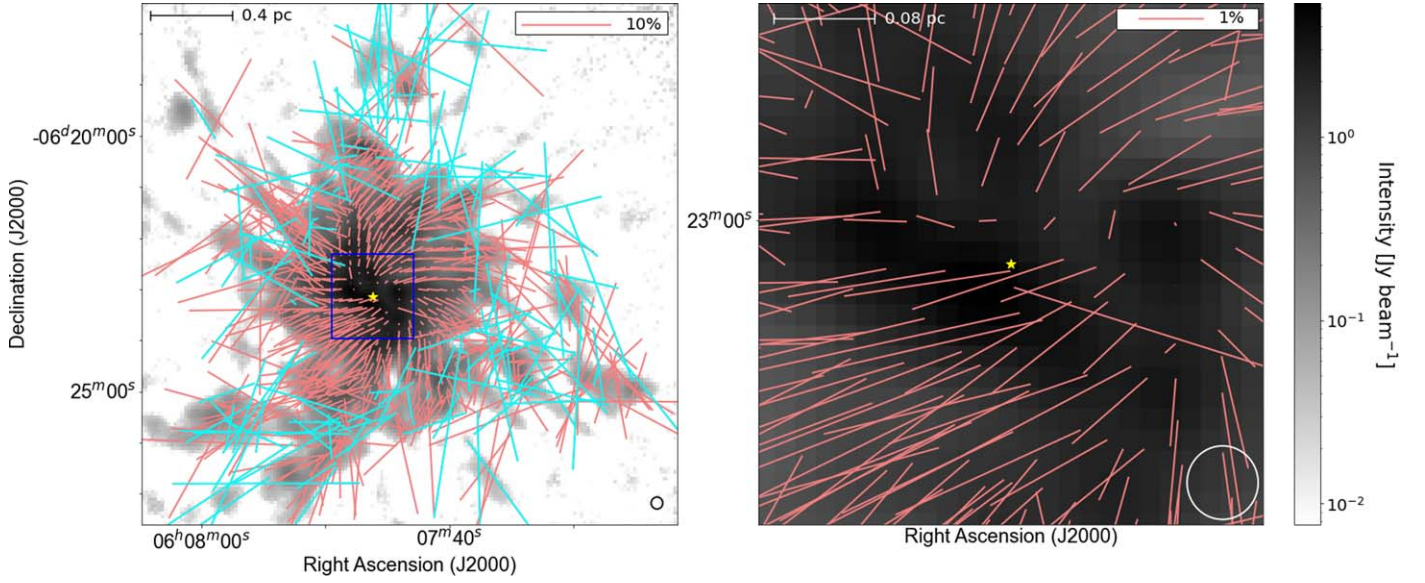 0.4 pc
10%
-06ᵈ20ᵐ00ˢ
25ᵐ00ˢ
Declination (J2000)
06ʰ08ᵐ00ˢ
07ᵐ40ˢ
Right Ascension (J2000)
0.08 pc
1%
23ᵐ00ˢ
Right Ascension (J2000)
10⁰
10⁻¹
10⁻²
Intensity [Jy beam⁻¹]